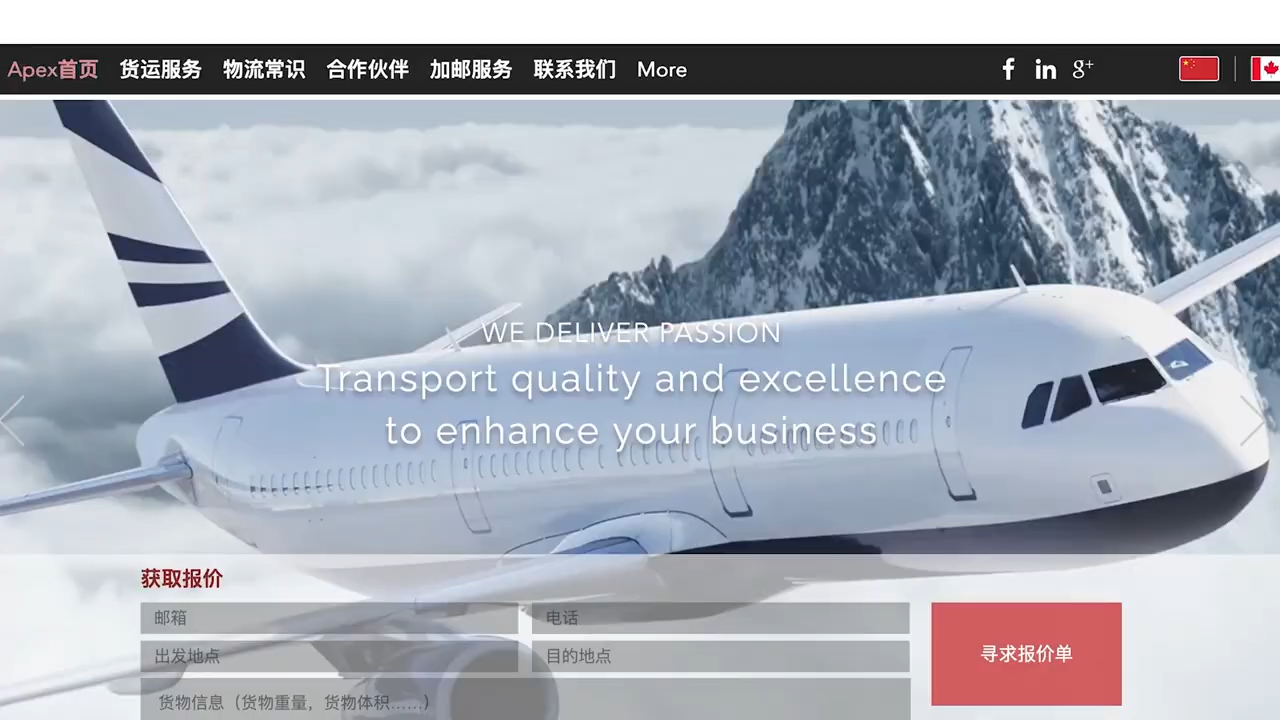 Apex首页 货运服务 物流常识 合作伙伴 加邮服务 联系我们 More
WE DELIVER PASSION
Transport quality and excellence
to enhance your business
获取报价
邮箱 电话
出发地点 目的地点
寻求报价单
货物信息（货物重量，货物体积……）